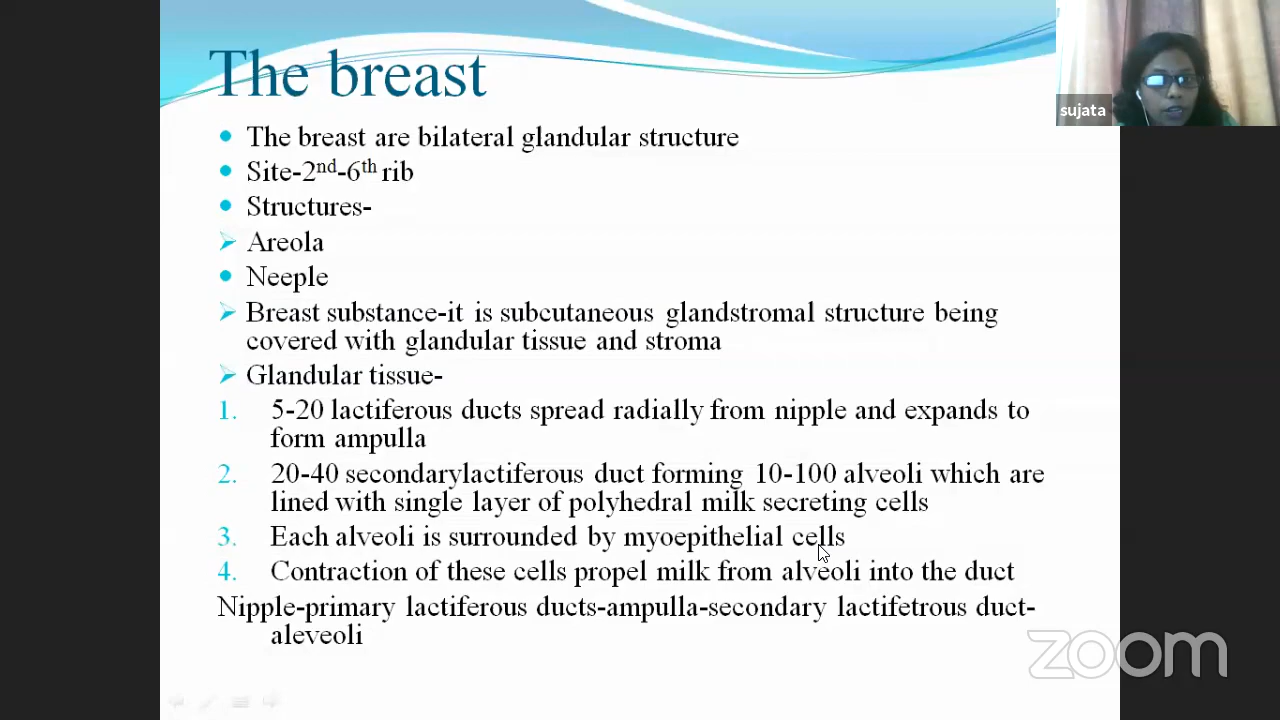 The breast
sujata
The breast are bilateral glandular structure
Site-2nd-6th rib
Structures-
Areola
Neeple
Breast substance-it is subcutaneous glandstromal structure being
covered with glandular tissue and stroma
Glandular tissue-
1. 5-20 lactiferous ducts spread radially from nipple and expands to
form ampulla
2. 20-40 secondarylactiferous duct forming 10-100 alveoli which are
lined with single layer of polyhedral milk secreting cells
3. Each alveoli is surrounded by myoepithelial cells
4. Contraction of these cells propel milk from alveoli into the duct
Nipple-primary lactiferous ducts-ampulla-secondary lactifetrous duct-
aleveoli
zoom